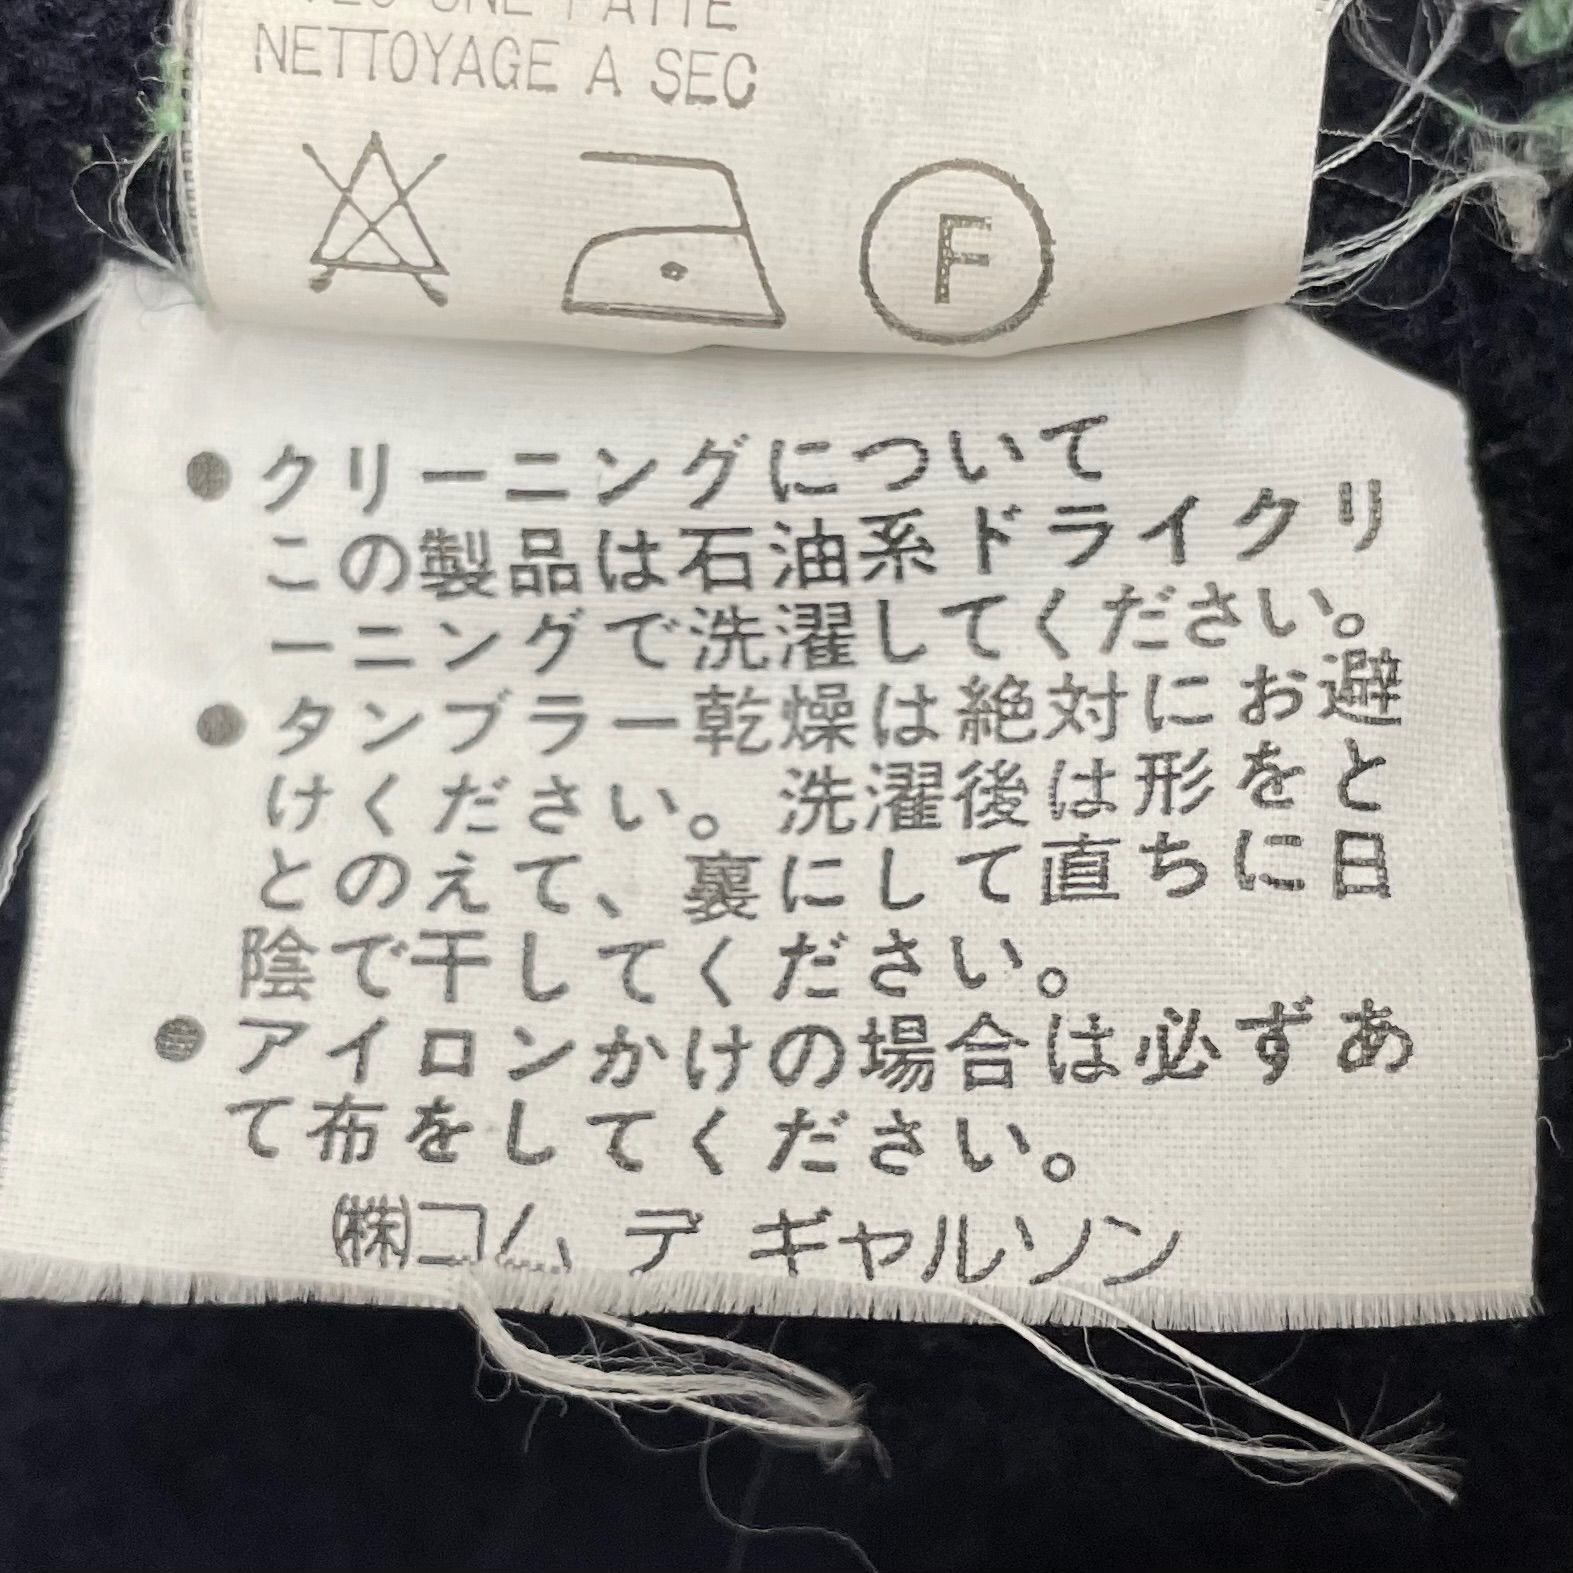 UNE PATTE
NETTOYAGE A SEC
F
●クリーニングについて
この製品は石油系ドライクリ
ーニングで洗濯してください。
●タンブラー乾燥は絶対にお避
けください。洗濯後は形をと
とのえて、裏にして直ちに日
陰で干してください。
●アイロンかけの場合は必ずあ
て布をしてください。
㈱コム デ ギャルソン